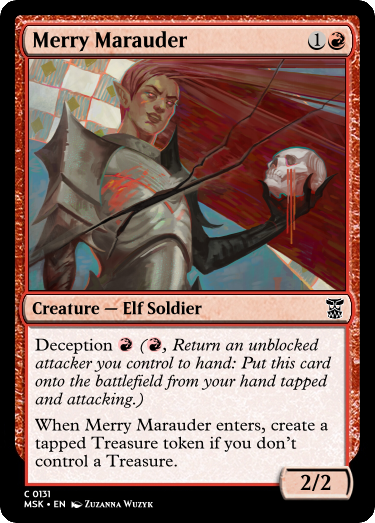 Merry Marauder 1
Creature — Elf Soldier
Deception (, Return an unblocked
attacker you control to hand: Put this card
onto the battlefield from your hand tapped
and attacking.)
When Merry Marauder enters, create a
tapped Treasure token if you don't
control a Treasure.
2/2
C 0131
MSK • EN Zuzanna Wuzyk